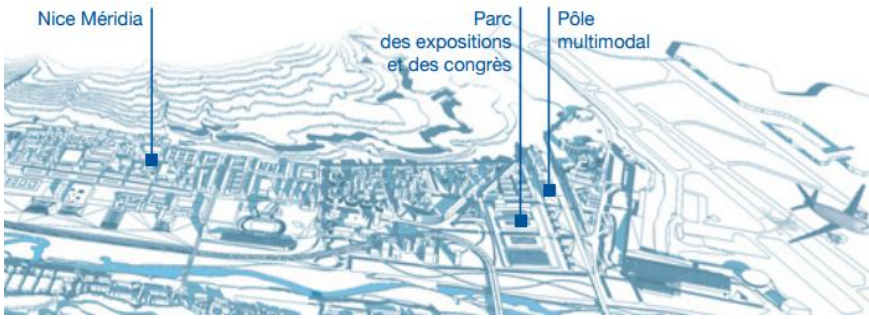 Nice Méridia
Parc
des expositions
et des congrès
Pôle
multimodal